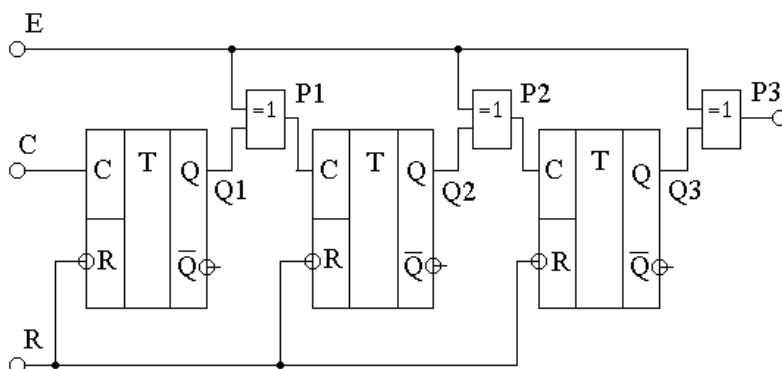 E
P1 P2 P3
=1 =1 =1
C
C T Q C T Q C T Q
Q1 Q2 Q3
R Q̅ R Q̅ R Q̅
R